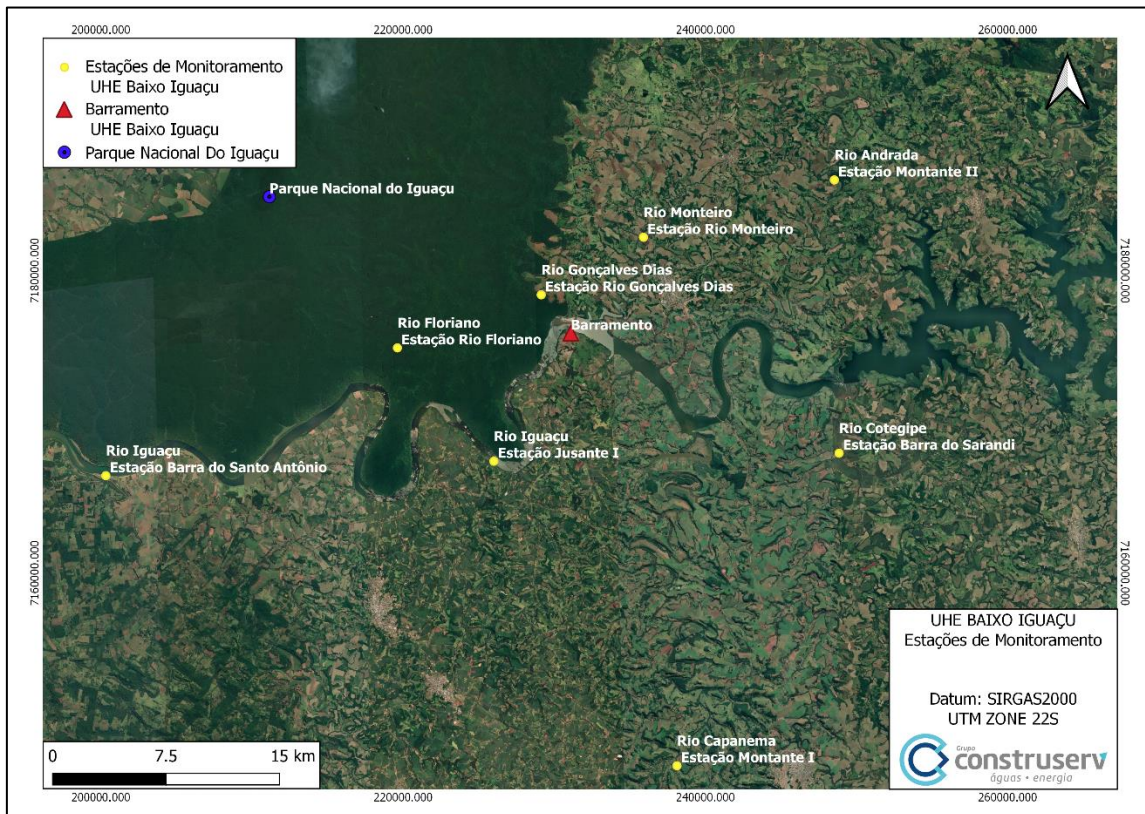 200000.000
220000.000
240000.000
260000.000
Estações de Monitoramento
UHE Baixo Iguaçu
Barramento
UHE Baixo Iguaçu
Parque Nacional Do Iguaçu
Rio Andrada
Estação Montante II
Parque Nacional do Iguaçu
Rio Monteiro
Estação Rio Monteiro
7180000.000
7180000.000
Rio Gonçalves Dias
Estação Rio Gonçalves Dias
Rio Floriano
Estação Rio Floriano
Barramento
Rio Iguaçu
Estação Barra do Santo Antônio
Rio Iguaçu
Estação Jusante I
Rio Cotegipe
Estação Barra do Sarandi
7160000.000
7160000.000
UHE BAIXO IGUAÇU
Estações de Monitoramento
Datum: SIRGAS2000
UTM ZONE 22S
Grupo
construserv
águas • energia
Rio Capanema
Estação Montante I
0
7.5
15 km
200000.000
220000.000
240000.000
260000.000